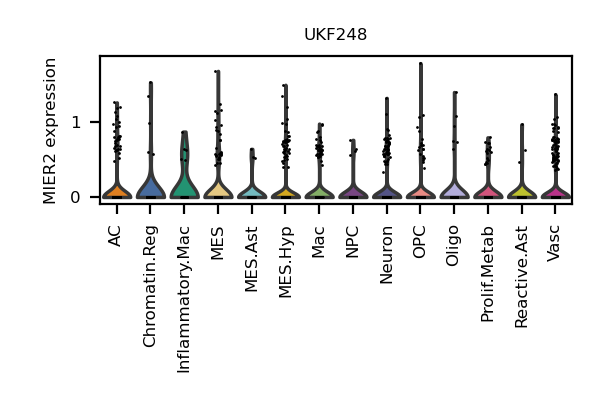 UKF248
MIER2 expression
1
0
AC
Chromatin.Reg
Inflammatory.Mac
MES
MES.Ast
MES.Hyp
Mac
NPC
Neuron
OPC
Oligo
Prolif.Metab
Reactive.Ast
Vasc